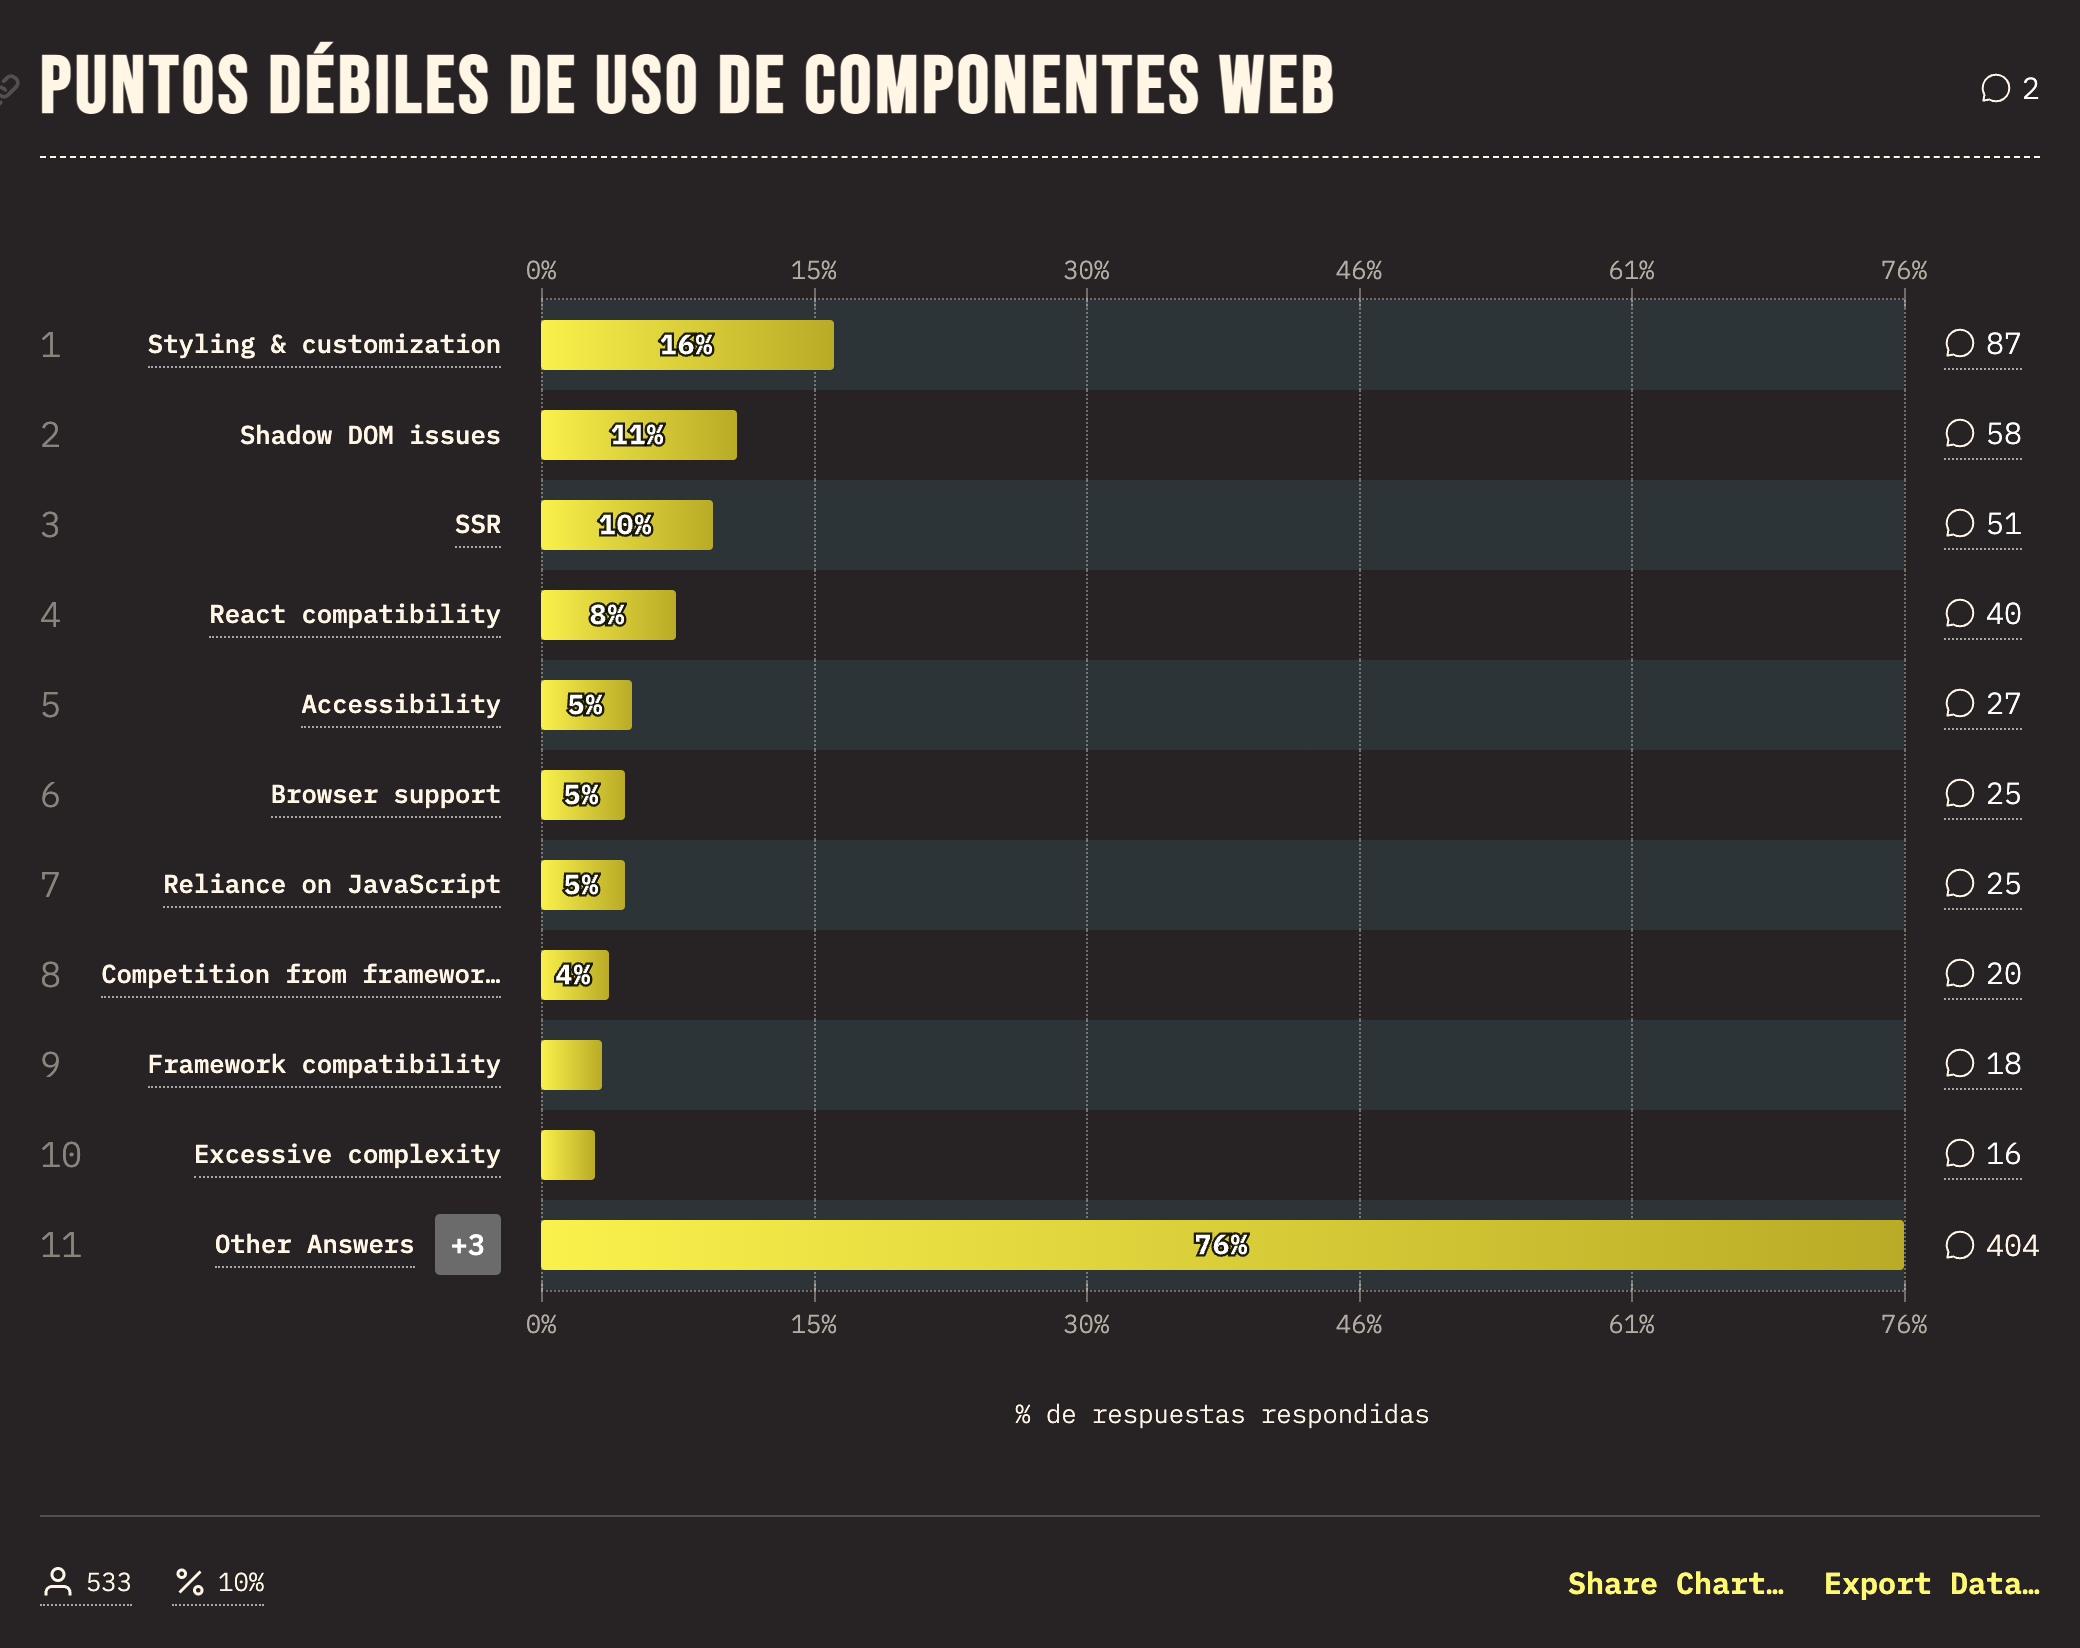 PUNTOS DÉBILES DE USO DE COMPONENTES WEB 2
0% 15% 30% 46% 61% 76%
1 Styling & customization 16% 87
2 Shadow DOM issues 11% 58
3 SSR 10% 51
4 React compatibility 8% 40
5 Accessibility 5% 27
6 Browser support 5% 25
7 Reliance on JavaScript 5% 25
8 Competition from framewor… 4% 20
9 Framework compatibility 18
10 Excessive complexity 16
11 Other Answers +3 76% 404
0% 15% 30% 46% 61% 76%
% de respuestas respondidas
533 % 10% Share Chart… Export Data…